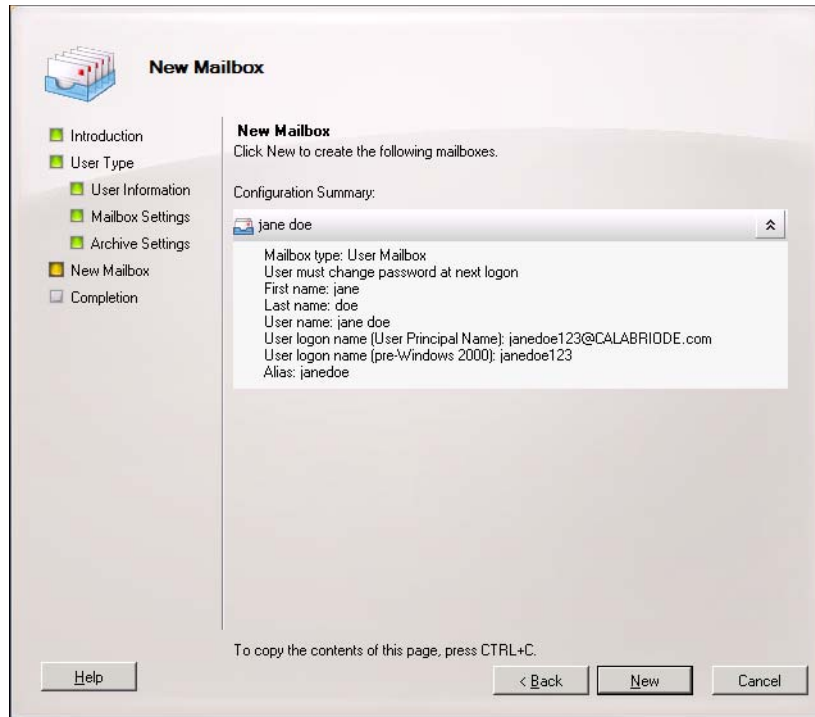 New Mailbox
Introduction
User Type
User Information
Mailbox Settings
Archive Settings
New Mailbox
Completion
New Mailbox
Click New to create the following mailboxes.
Configuration Summary:
jane doe
Mailbox type: User Mailbox
User must change password at next logon
First name: jane
Last name: doe
User name: jane doe
User logon name (User Principal Name): janedoe123@CALABRIODE.com
User logon name (pre-Windows 2000): janedoe123
Alias: janedoe
To copy the contents of this page, press CTRL+C.
Help
< Back
New
Cancel